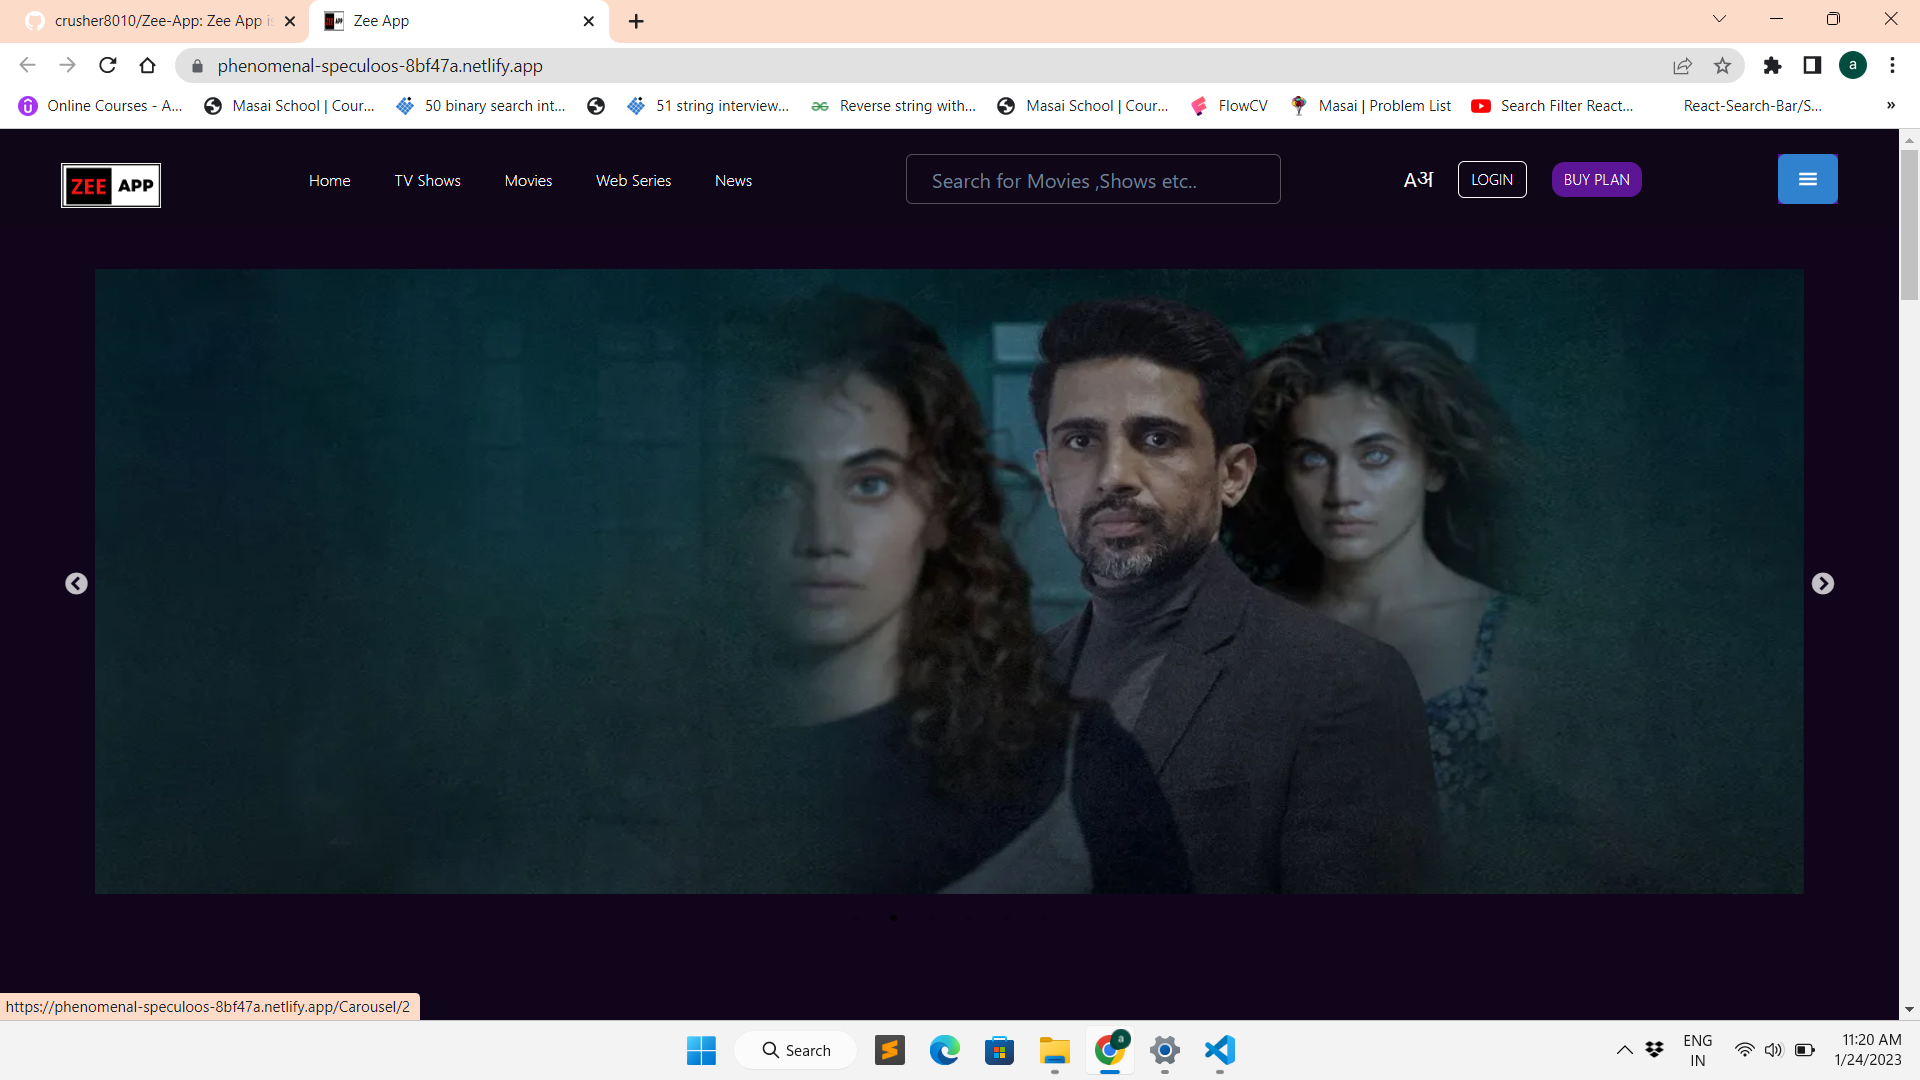 crusher8010/Zee-App: Zee App is
Zee App
phenomenal-speculoos-8bf47a.netlify.app
a
Online Courses - A...
Masai School | Cour...
50 binary search int...
51 string interview...
Reverse string with...
Masai School | Cour...
FlowCV
Masai | Problem List
Search Filter React...
React-Search-Bar/S...
»
ZEE APP
Home
TV Shows
Movies
Web Series
News
Search for Movies ,Shows etc..
Aअ
LOGIN
BUY PLAN
https://phenomenal-speculoos-8bf47a.netlify.app/Carousel/2
Search
a
ENG
IN
11:20 AM
1/24/2023